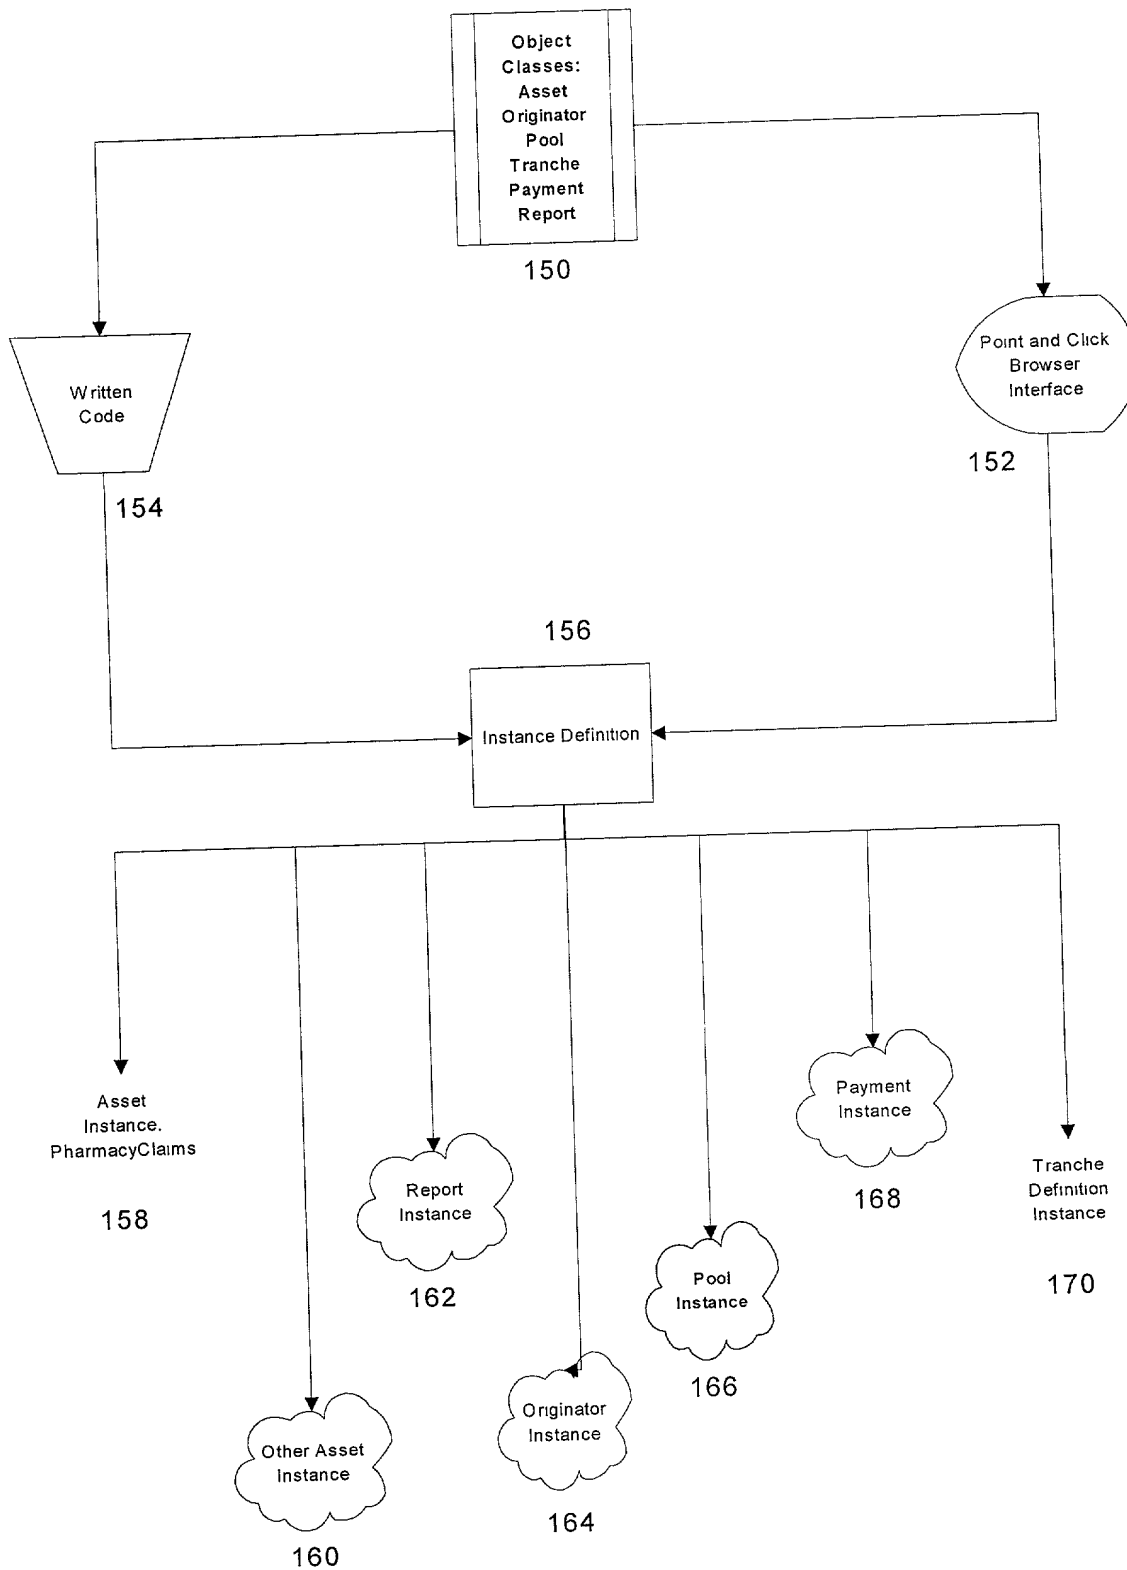 Object
Classes:
Asset
Originator
Pool
Tranche
Payment
Report
150
Written
Code
154
Point and Click
Browser
Interface
152
156
Instance Definition
Asset
Instance.
PharmacyClaims
158
Other Asset
Instance
160
Report
Instance
162
Originator
Instance
164
Pool
Instance
166
Payment
Instance
168
Tranche
Definition
Instance
170